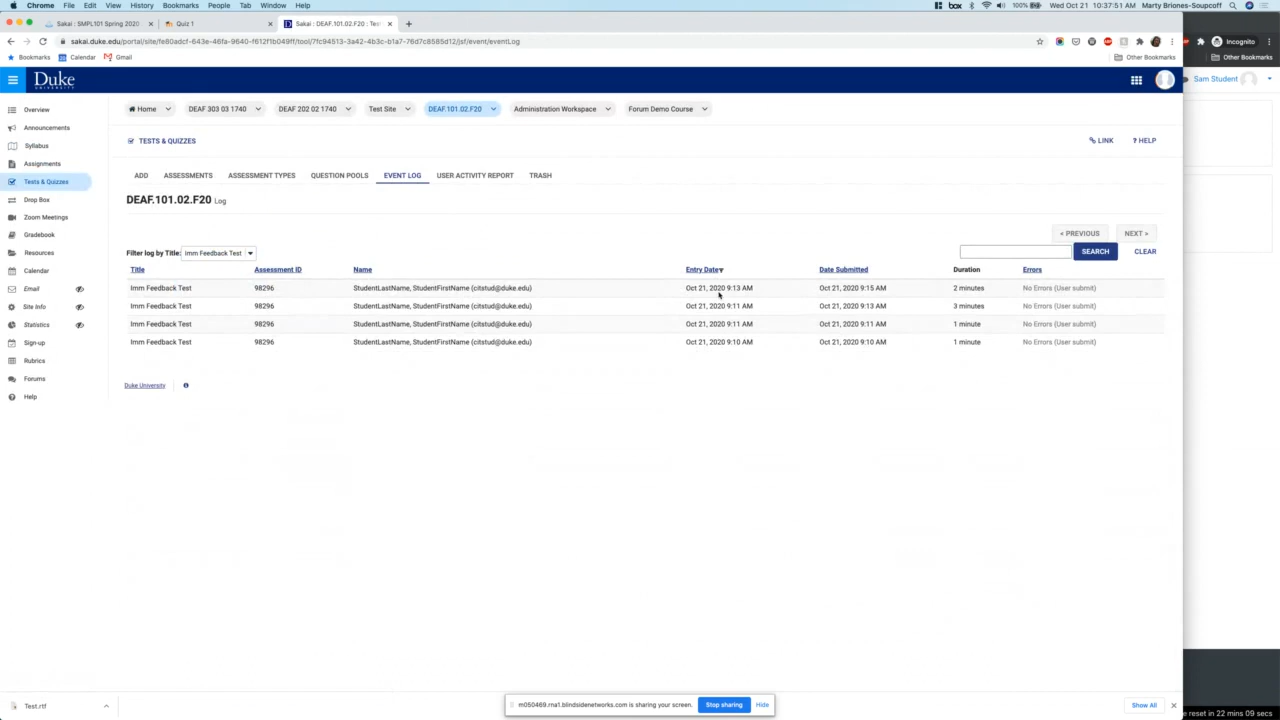 Chrome File Edit View History Bookmarks People Tab Window Help box 100% Wed Oct 21 10:37:51 AM Marty Briones-Soupcoff
Sakai : SMPL101 Spring 2020 Quiz 1 Sakai : DEAF.101.02.F20 : Tes
sakai.duke.edu/portal/site/fe80adcf-643e-46fa-9640-f612f1b049ff/tool/7fc94513-3a42-4b3c-b1a7-76d7c8585d12/jsf/event/eventLog Incognito
Bookmarks Calendar Gmail Other Bookmarks Other Bookmarks
Duke UNIVERSITY Sam Student
Home DEAF 303 03 1740 DEAF 202 02 1740 Test Site DEAF.101.02.F20 Administration Workspace Forum Demo Course
Overview
Announcements
Syllabus
Assignments
Tests & Quizzes
Drop Box
Zoom Meetings
Gradebook
Resources
Calendar
Email
Site Info
Statistics
Sign-up
Rubrics
Forums
Help
TESTS & QUIZZES LINK ? HELP
ADD ASSESSMENTS ASSESSMENT TYPES QUESTION POOLS EVENT LOG USER ACTIVITY REPORT TRASH
DEAF.101.02.F20 Log
< PREVIOUS NEXT >
Filter log by Title: Imm Feedback Test SEARCH CLEAR
Title Assessment ID Name Entry Date Date Submitted Duration Errors
Imm Feedback Test 98296 StudentLastName, StudentFirstName (citstud@duke.edu) Oct 21, 2020 9:13 AM Oct 21, 2020 9:15 AM 2 minutes No Errors (User submit)
Imm Feedback Test 98296 StudentLastName, StudentFirstName (citstud@duke.edu) Oct 21, 2020 9:11 AM Oct 21, 2020 9:13 AM 3 minutes No Errors (User submit)
Imm Feedback Test 98296 StudentLastName, StudentFirstName (citstud@duke.edu) Oct 21, 2020 9:11 AM Oct 21, 2020 9:11 AM 1 minute No Errors (User submit)
Imm Feedback Test 98296 StudentLastName, StudentFirstName (citstud@duke.edu) Oct 21, 2020 9:10 AM Oct 21, 2020 9:10 AM 1 minute No Errors (User submit)
Duke University
Test.rtf m050469.rna1.blindsidenetworks.com is sharing your screen. Stop sharing Hide Show All
e reset in 22 mins 09 secs